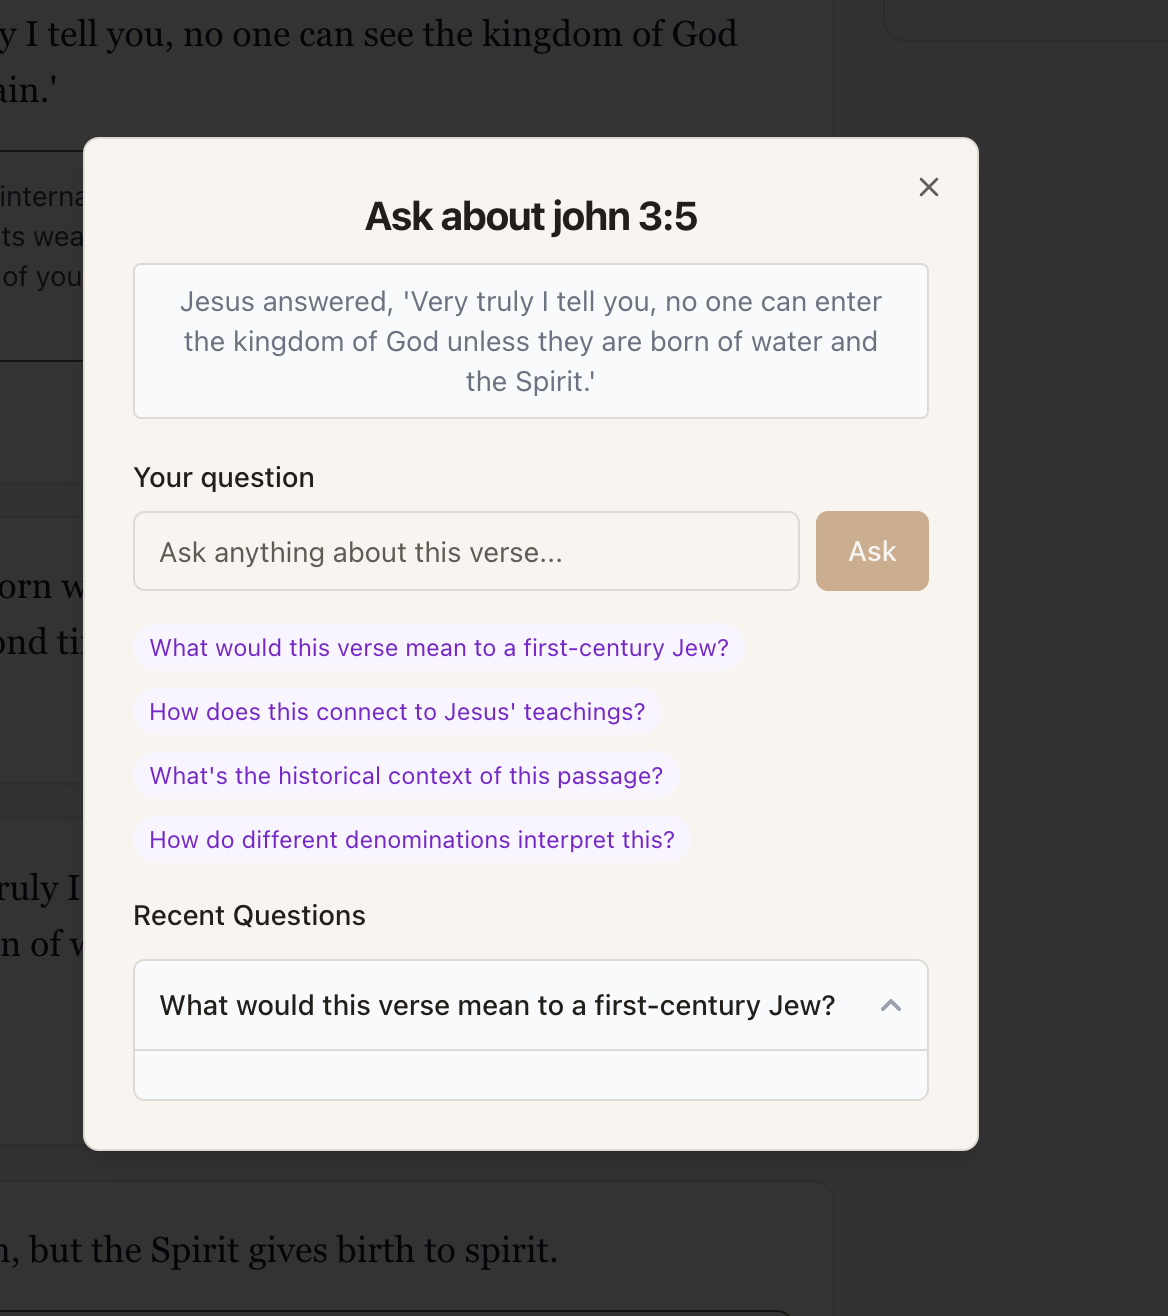 y I tell you, no one can see the kingdom of God
ain.'
interna
ts wea
of you
Ask about john 3:5
Jesus answered, 'Very truly I tell you, no one can enter
the kingdom of God unless they are born of water and
the Spirit.'
Your question
Ask anything about this verse...
Ask
orn w
ond ti
What would this verse mean to a first-century Jew?
How does this connect to Jesus' teachings?
What's the historical context of this passage?
How do different denominations interpret this?
ruly I
n of w
Recent Questions
What would this verse mean to a first-century Jew?
n, but the Spirit gives birth to spirit.